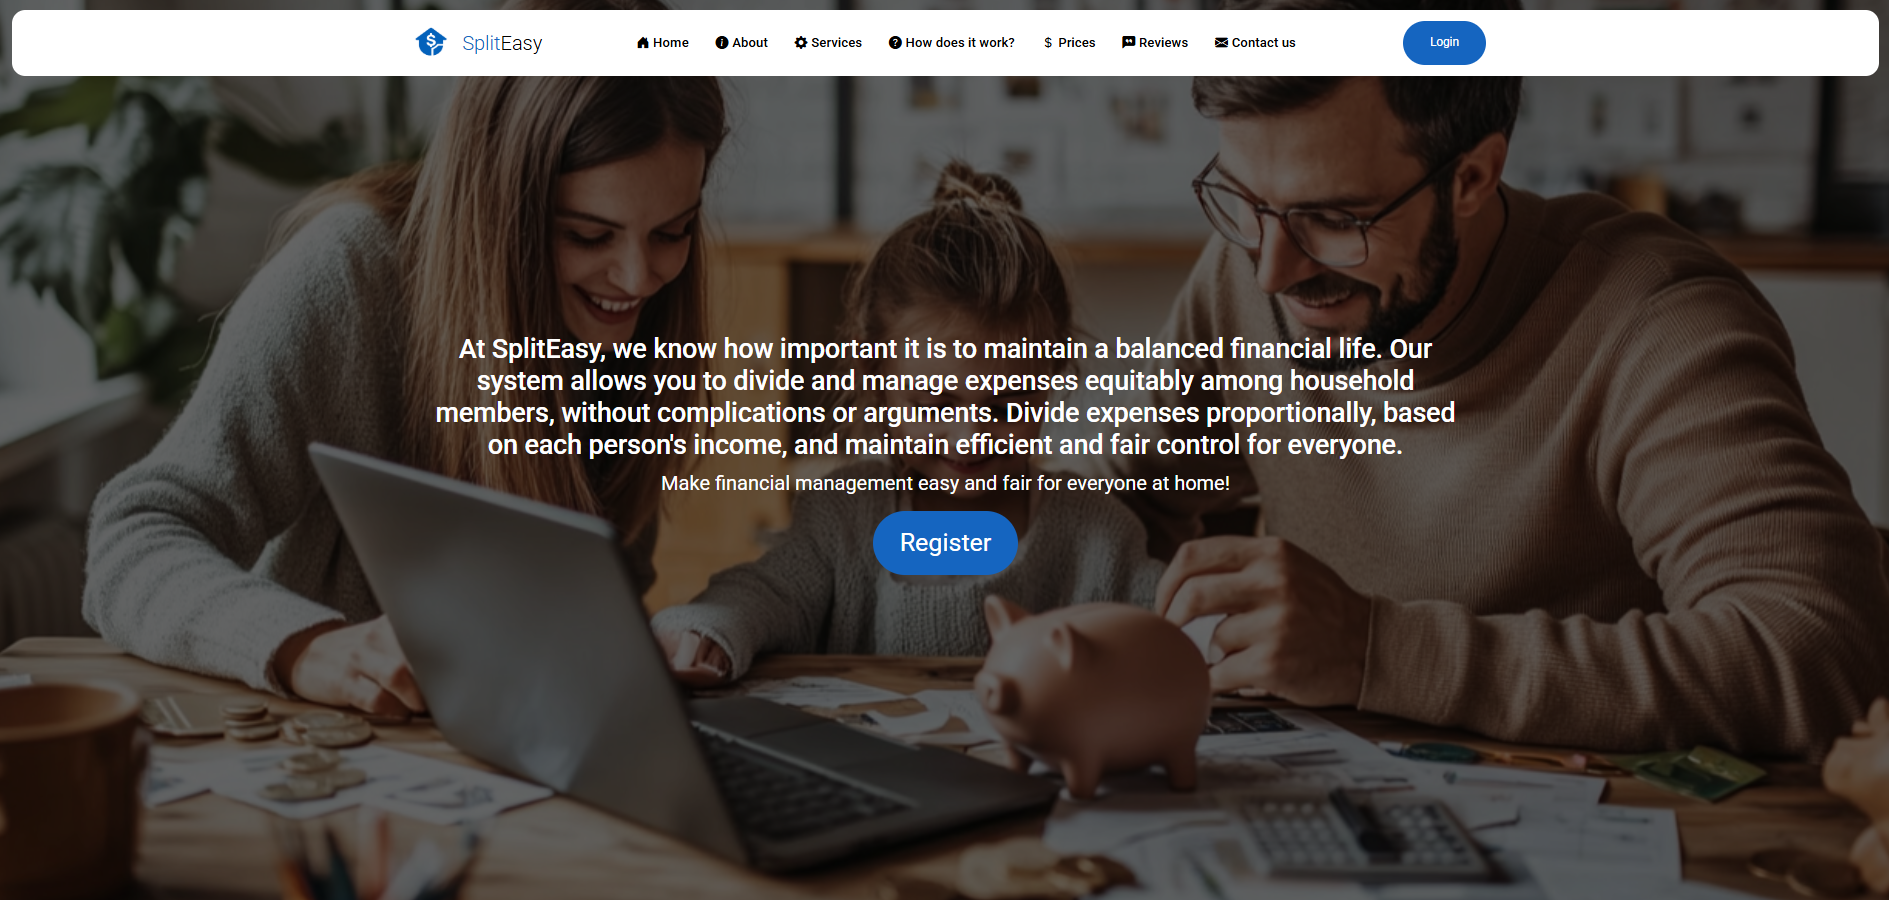 SplitEasy
Home
About
Services
How does it work?
$ Prices
Reviews
Contact us
Login
At SplitEasy, we know how important it is to maintain a balanced financial life. Our
system allows you to divide and manage expenses equitably among household
members, without complications or arguments. Divide expenses proportionally, based
on each person's income, and maintain efficient and fair control for everyone.
Make financial management easy and fair for everyone at home!
Register